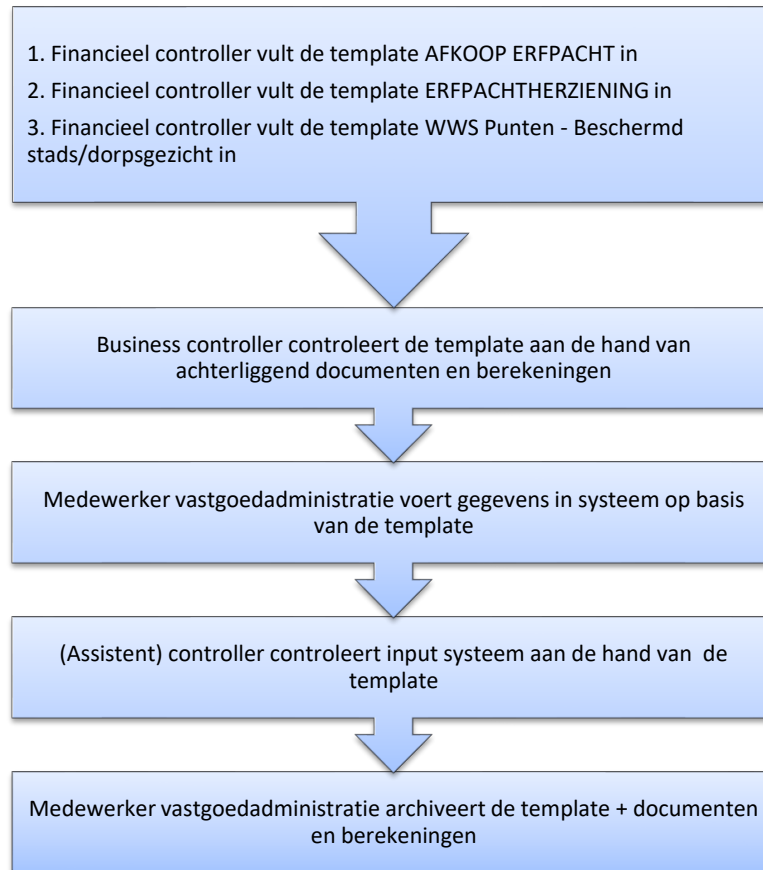 1. Financieel controller vult de template AFKOOP ERFPACHT in
2. Financieel controller vult de template ERFPACHTHERZIENING in
3. Financieel controller vult de template WWS Punten - Beschermd
stads/dorpsgezicht in
Business controller controleert de template aan de hand van
achterliggend documenten en berekeningen
Medewerker vastgoedadministratie voert gegevens in systeem op basis
van de template
(Assistent) controller controleert input systeem aan de hand van de
template
Medewerker vastgoedadministratie archiveert de template + documenten
en berekeningen